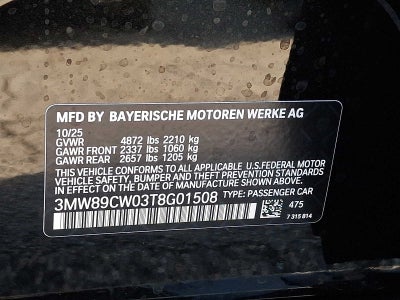 MFD BY BAYERISCHE MOTOREN WERKE AG
10/25
GVWR 4872 lbs 2210 kg
GAWR FRONT 2337 lbs 1060 kg
GAWR REAR 2657 lbs 1205 kg
THIS VEHICLE CONFORMS TO ALL APPLICABLE U.S.FEDERAL MOTOR
VEHICLE SAFETY, BUMPER AND THEFT PREVENTION STANDARDS
IN EFFECT ON THE DATE OF MANUFACTURE SHOWN ABOVE.
3MW89CW03T8G01508 TYPE: PASSENGER CAR
475
7 315 814